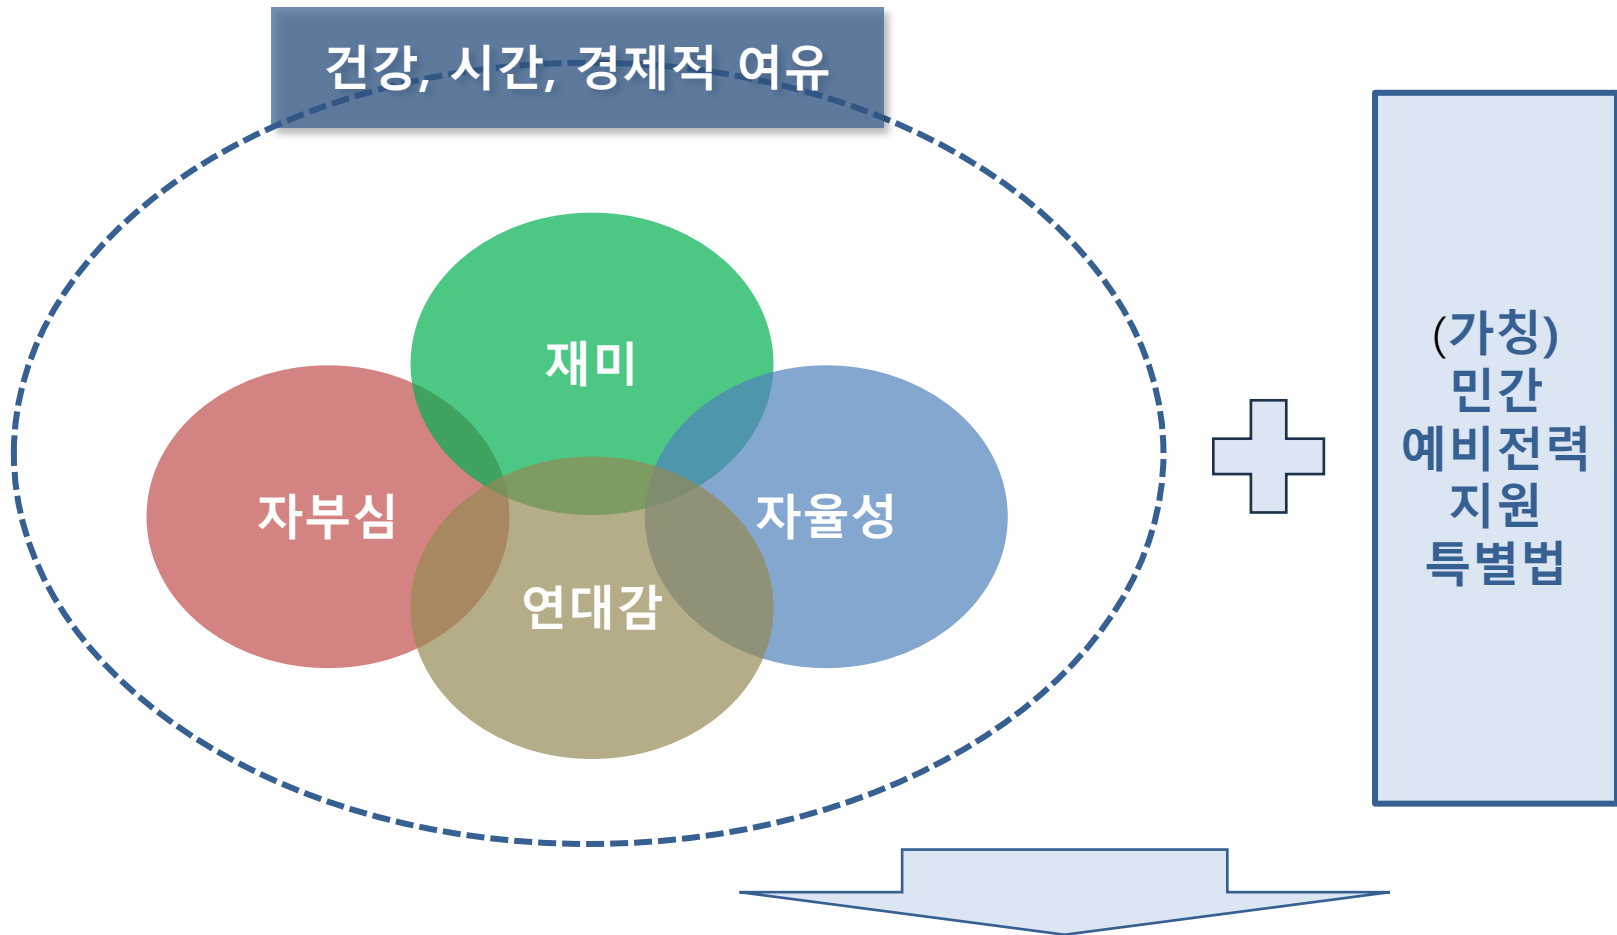 건강, 시간, 경제적 여유
재미
자부심
자율성
연대감
(가칭)
민간
예비전력
지원
특별법